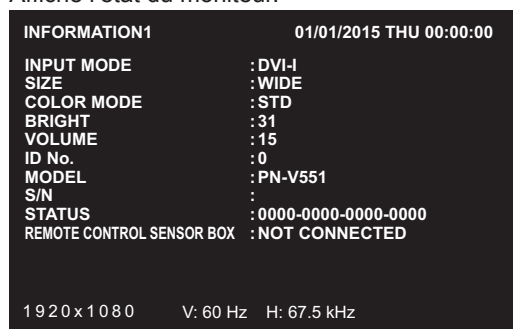 Affiche l'état du moniteur.
INFORMATION1 01/01/2015 THU 00:00:00
INPUT MODE :DVI-I
SIZE :WIDE
COLOR MODE :STD
BRIGHT :31
VOLUME :15
ID No. :0
MODEL :PN-V551
S/N :
STATUS :0000-0000-0000-0000
REMOTE CONTROL SENSOR BOX :NOT CONNECTED
1920x1080 V: 60 Hz H: 67.5 kHz